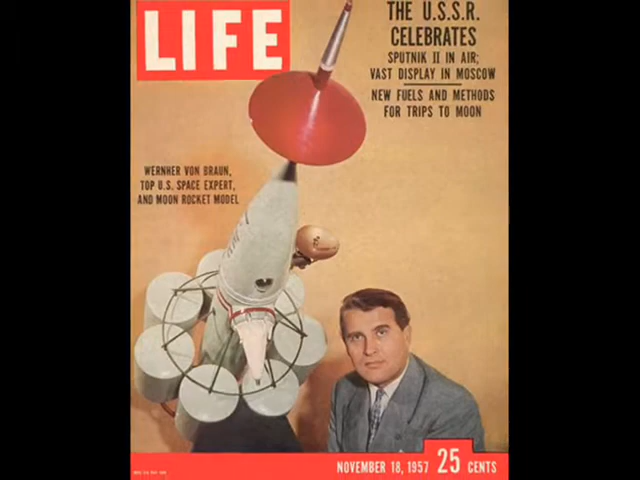 LIFE
THE U.S.S.R.
CELEBRATES
SPUTNIK II IN AIR;
VAST DISPLAY IN MOSCOW
NEW FUELS AND METHODS
FOR TRIPS TO MOON
WERNHER VON BRAUN,
TOP U.S. SPACE EXPERT,
AND MOON ROCKET MODEL
NOVEMBER 18, 1957 25 CENTS